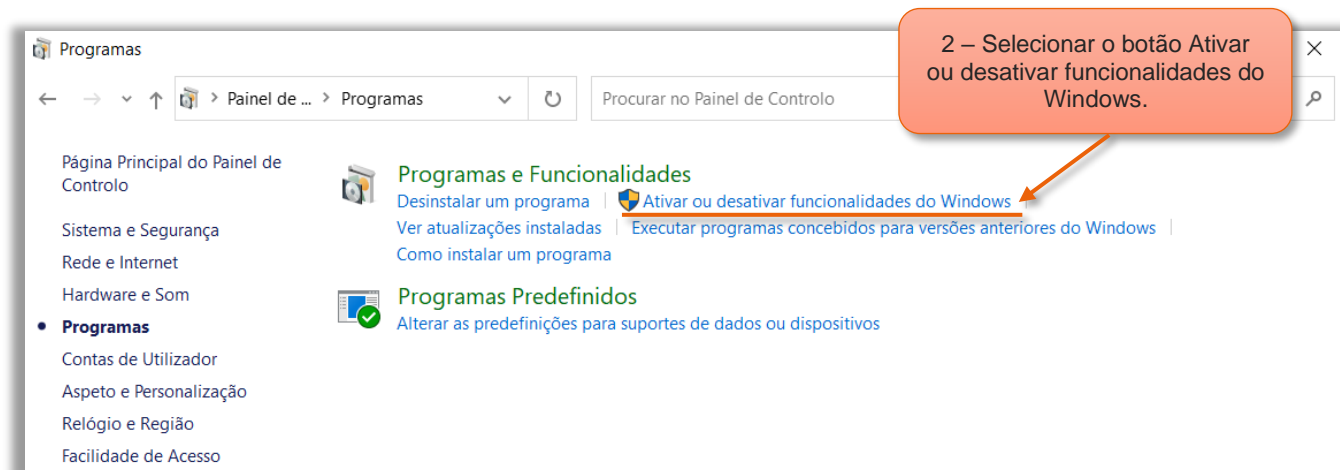 Programas
2 – Selecionar o botão Ativar
ou desativar funcionalidades do
Windows.
Painel de ... > Programas
Procurar no Painel de Controlo
Página Principal do Painel de
Controlo
Sistema e Segurança
Rede e Internet
Hardware e Som
Programas
Contas de Utilizador
Aspeto e Personalização
Relógio e Região
Facilidade de Acesso
Programas e Funcionalidades
Desinstalar um programa
Ativar ou desativar funcionalidades do Windows
Ver atualizações instaladas
Executar programas concebidos para versões anteriores do Windows
Como instalar um programa
Programas Predefinidos
Alterar as predefinições para suportes de dados ou dispositivos